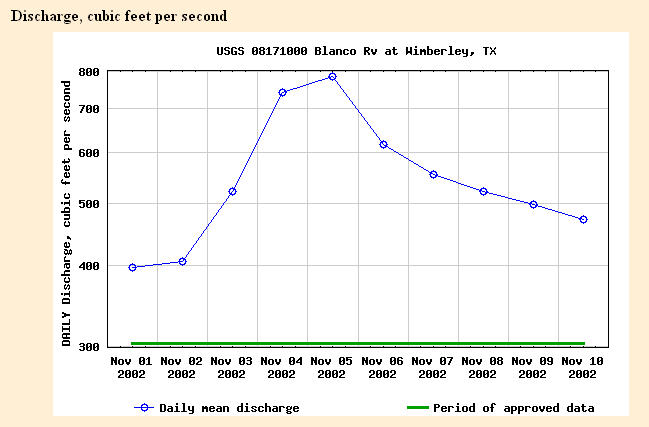 Discharge, cubic feet per second
USGS 08171000 Blanco Rv at Wimberley, TX
DAILY Discharge, cubic feet per second
800
700
600
500
400
300
Nov 01 Nov 02 Nov 03 Nov 04 Nov 05 Nov 06 Nov 07 Nov 08 Nov 09 Nov 10
2002 2002 2002 2002 2002 2002 2002 2002 2002 2002
Daily mean discharge Period of approved data